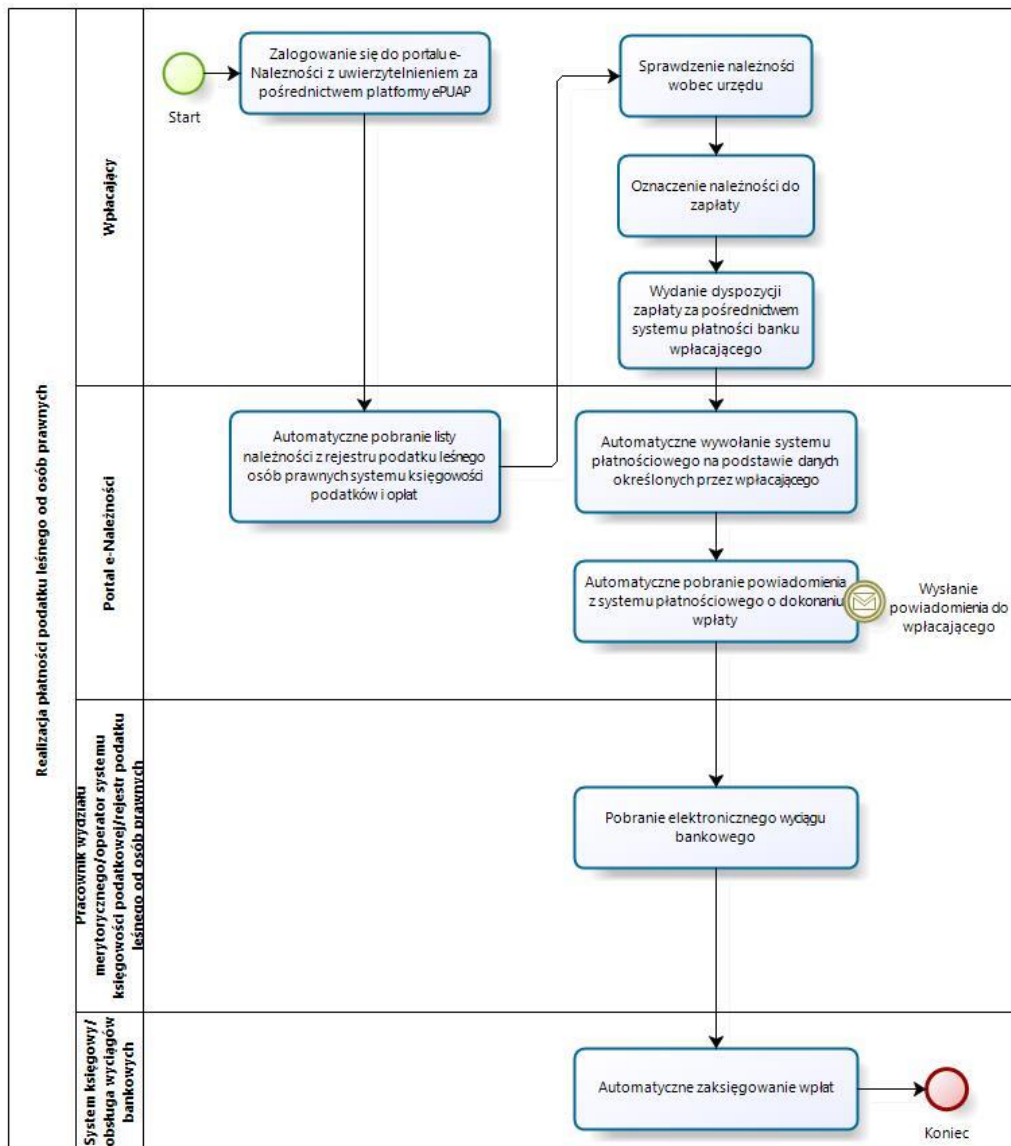 Realizacja płatności podatku leśnego od osób prawnych
Wpłacający
Start
Zalogowanie się do portalu e-
Nalezności z uwierzytelnieniem za
pośrednictwem platformy ePUAP
Sprawdzenie należności
wobec urzędu
Oznaczenie należności do
zapłaty
Wydanie dyspozycji
zapłaty za pośrednictwem
systemu płatności banku
wpłacającego
Portal e-Należności
Automatyczne pobranie listy
należności z rejestru podatku leśnego
osób prawnych systemu księgowości
podatków i opłat
Automatyczne wywołanie systemu
płatnościowego na podstawie danych
określonych przez wpłacającego
Automatyczne pobranie powiadomienia
z systemu płatnościowego o dokonaniu
wpłaty
Wysłanie
powiadomienia do
wpłacającego
Pracownik wydziału
merytorycznego/operator systemu
księgowości podatkowej/rejestr podatku
leśnego od osób prawnych
Pobranie elektronicznego wyciągu
bankowego
System księgowy/
obsługa wyciągów
bankowych
Automatyczne zaksięgowanie wpłat
Koniec